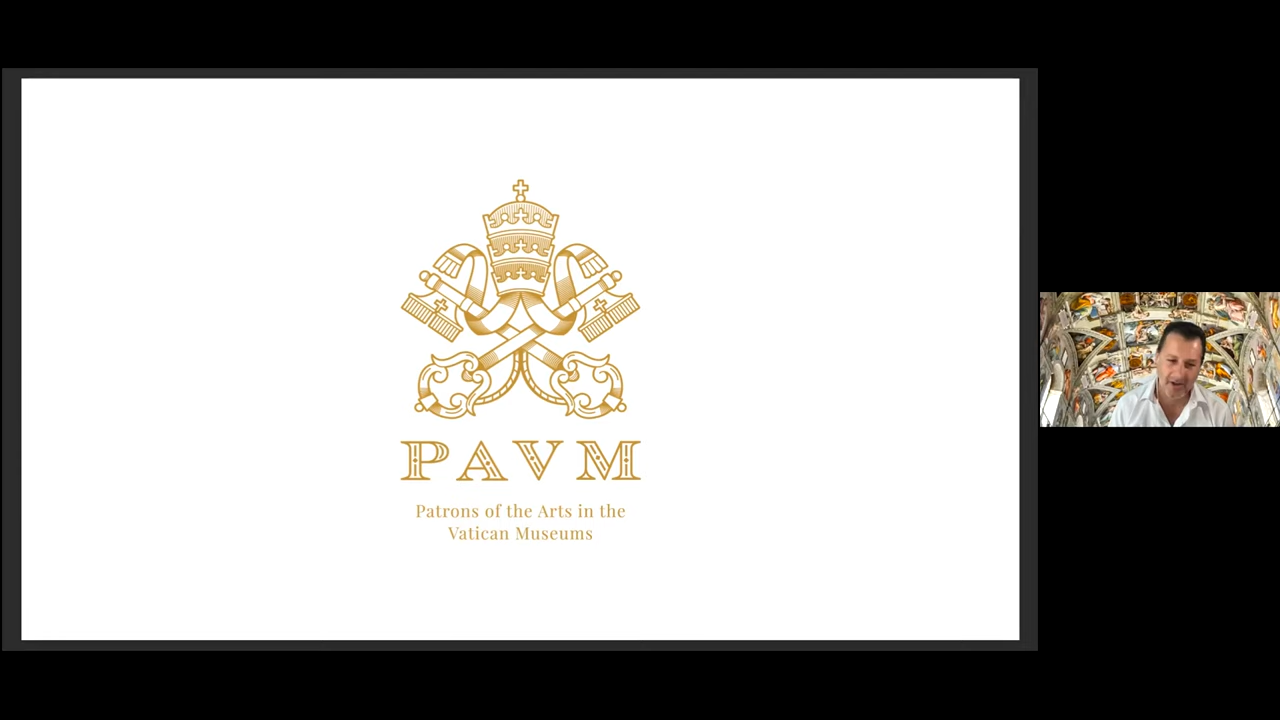 PAVM
Patrons of the Arts in the
Vatican Museums